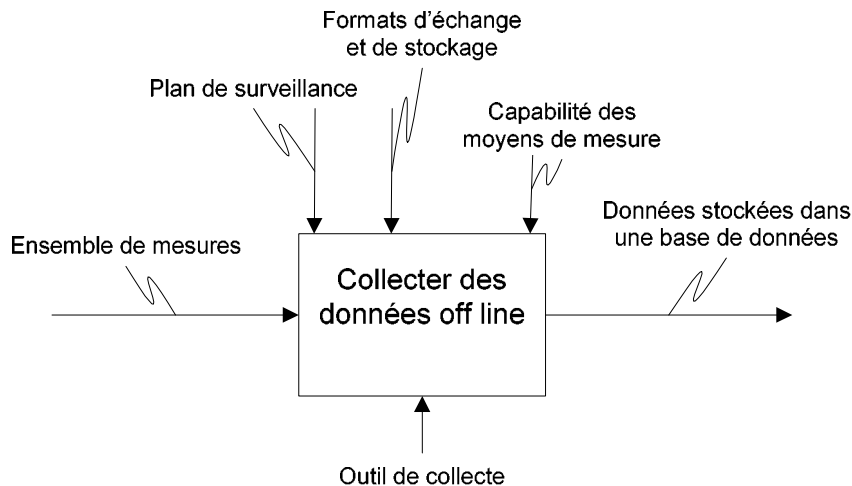 Formats d'échange
et de stockage
Plan de surveillance
Capabilité des
moyens de mesure
Données stockées dans
une base de données
Ensemble de mesures
Collecter des
données off line
Outil de collecte